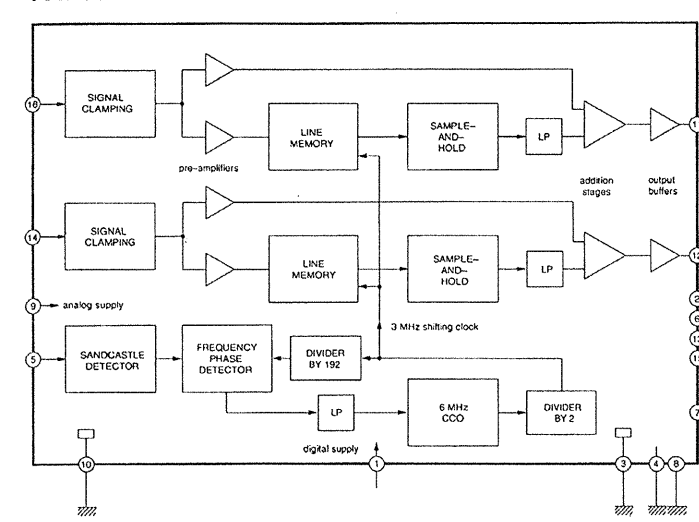 16
SIGNAL
CLAMPING
pre-amplifiers
LINE
MEMORY
SAMPLE-
AND-
HOLD
LP
addition
stages
output
buffers
14
SIGNAL
CLAMPING
LINE
MEMORY
SAMPLE-
AND-
HOLD
LP
12
9
analog supply
3 MHz shifting clock
2
6
5
SANDCASTLE
DETECTOR
FREQUENCY
PHASE
DETECTOR
DIVIDER
BY 192
LP
6 MHz
CCO
DIVIDER
BY 2
7
digital supply
10
1
3
4
8